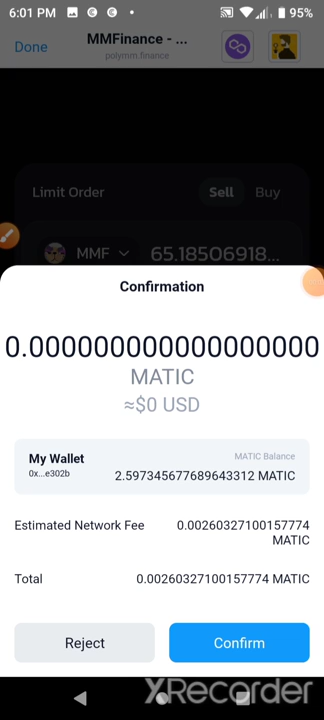 6:01 PM
95%
Done
MMFinance - ...
polymm.finance
Limit Order
Sell
Buy
MMF
65.18506918...
Confirmation
0.000000000000000000
MATIC
≈$0 USD
My Wallet
MATIC Balance
0x...e302b
2.597345677689643312 MATIC
Estimated Network Fee
0.00260327100157774
MATIC
Total
0.00260327100157774 MATIC
Reject
Confirm
XRecorder